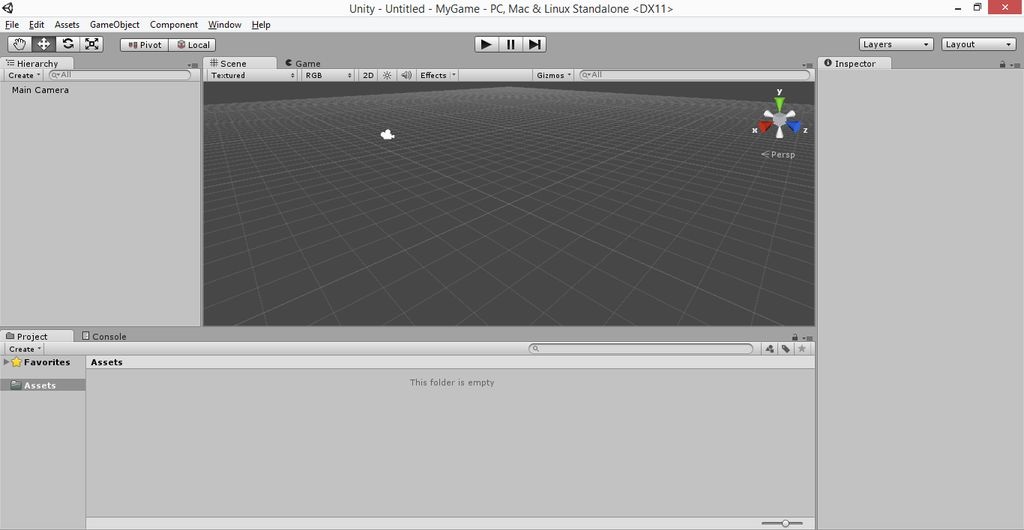 Unity - Untitled - MyGame - PC, Mac & Linux Standalone <DX11>
File Edit Assets GameObject Component Window Help
Pivot Local Layers Layout
Hierarchy Scene Game Inspector
Create All Textured RGB 2D Effects Gizmos All
Main Camera
y
x z
Persp
Project Console
Create
Favorites Assets
This folder is empty
Assets